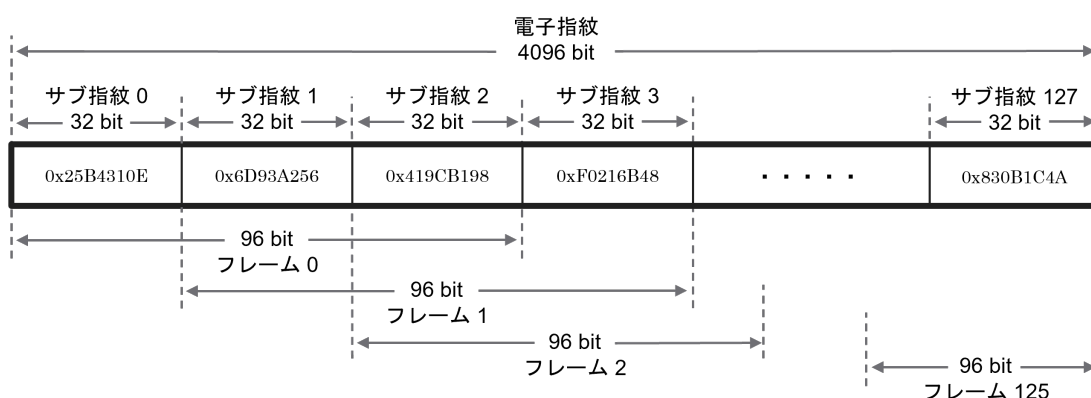 電子指紋
4096 bit
サブ指紋 0
サブ指紋 1
サブ指紋 2
サブ指紋 3
サブ指紋 127
32 bit
32 bit
32 bit
32 bit
32 bit
0x25B4310E
0x6D93A256
0x419CB198
0xF0216B48
· · · · ·
0x830B1C4A
96 bit
フレーム 0
96 bit
フレーム 1
96 bit
フレーム 2
96 bit
フレーム 125